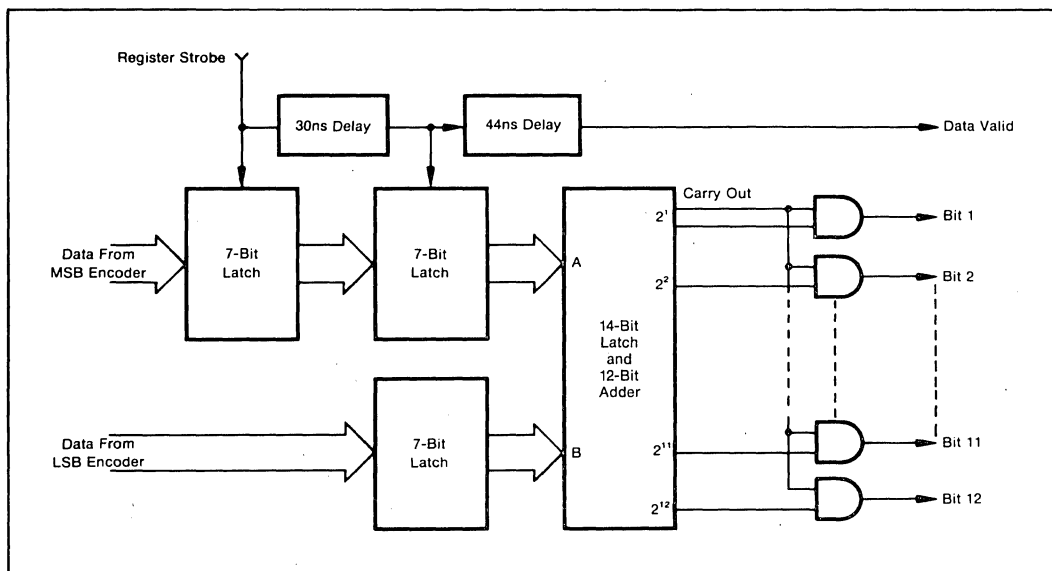 Register Strobe
30ns Delay
44ns Delay
Data Valid
Carry Out
2¹
Bit 1
7-Bit
Latch
7-Bit
Latch
Data From
MSB Encoder
A
2²
Bit 2
14-Bit
Latch
and
12-Bit
Adder
Data From
LSB Encoder
7-Bit
Latch
B
2¹¹
Bit 11
2¹²
Bit 12